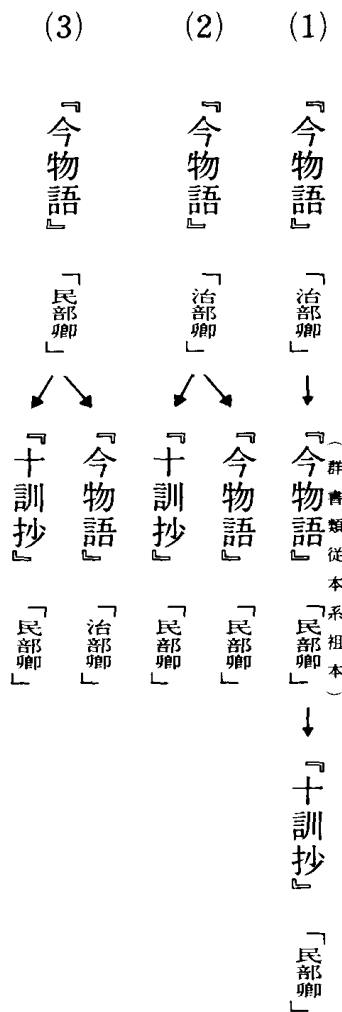 (1)
『今物語』「治部卿」
↓
『今物語』「民部卿」
(群書類従本系祖本)
↓
『十訓抄』「民部卿」
(2)
『今物語』「治部卿」
『今物語』「民部卿」
『十訓抄』「民部卿」
(3)
『今物語』「民部卿」
『今物語』「治部卿」
『十訓抄』「民部卿」